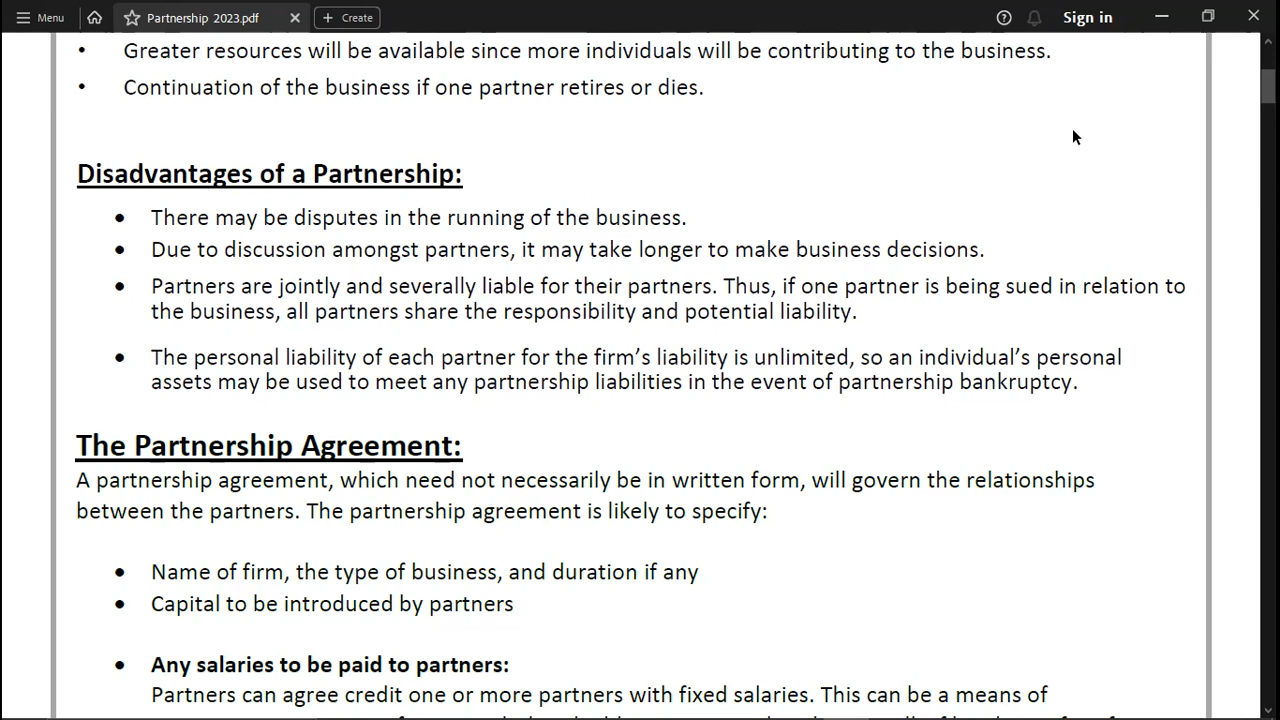 Menu
Partnership 2023.pdf
Create
Sign in
• Greater resources will be available since more individuals will be contributing to the business.
• Continuation of the business if one partner retires or dies.
Disadvantages of a Partnership:
• There may be disputes in the running of the business.
• Due to discussion amongst partners, it may take longer to make business decisions.
• Partners are jointly and severally liable for their partners. Thus, if one partner is being sued in relation to
the business, all partners share the responsibility and potential liability.
• The personal liability of each partner for the firm’s liability is unlimited, so an individual’s personal
assets may be used to meet any partnership liabilities in the event of partnership bankruptcy.
The Partnership Agreement:
A partnership agreement, which need not necessarily be in written form, will govern the relationships
between the partners. The partnership agreement is likely to specify:
• Name of firm, the type of business, and duration if any
• Capital to be introduced by partners
• Any salaries to be paid to partners:
Partners can agree credit one or more partners with fixed salaries. This can be a means of